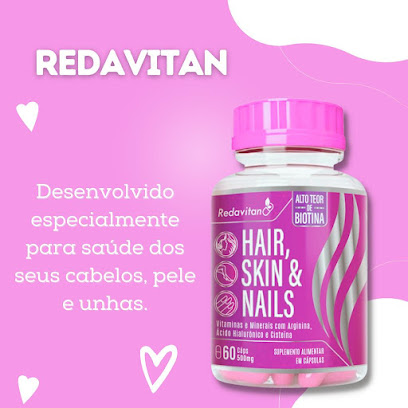 REDAVITAN
Desenvolvido
especialmente
para saúde dos
seus cabelos, pele
e unhas.
Redavitan
ALTO TEOR
DE
BIOTINA
HAIR,
SKIN &
NAILS
Vitaminas e Minerais com Arginina,
Ácido Hialurônico e Cisteína
60 Cáps
500mg
SUPLEMENTO ALIMENTAR
EM CÁPSULAS